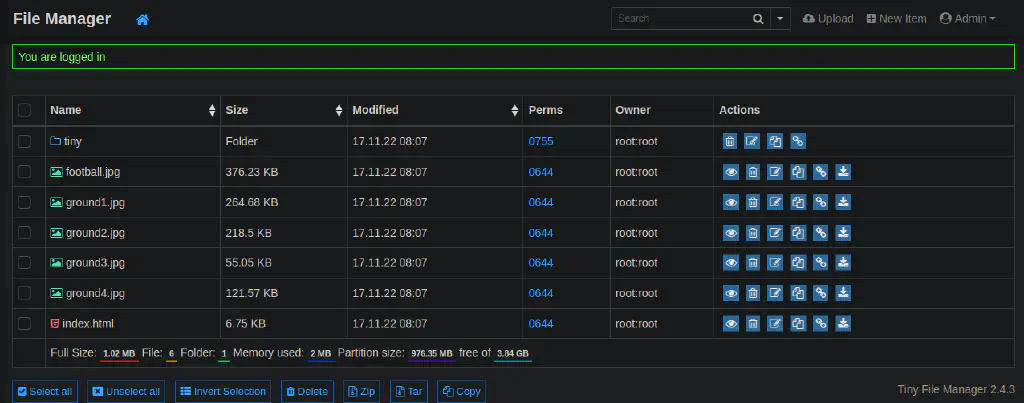 File Manager Search Upload New Item Admin
You are logged in
Name Size Modified Perms Owner Actions
tiny Folder 17.11.22 08:07 0755 root:root
football.jpg 376.23 KB 17.11.22 08:07 0644 root:root
ground1.jpg 264.68 KB 17.11.22 08:07 0644 root:root
ground2.jpg 218.5 KB 17.11.22 08:07 0644 root:root
ground3.jpg 55.05 KB 17.11.22 08:07 0644 root:root
ground4.jpg 121.57 KB 17.11.22 08:07 0644 root:root
index.html 6.75 KB 17.11.22 08:07 0644 root:root
Full Size: 1.02 MB File: 6 Folder: 1 Memory used: 2 MB Partition size: 976.35 MB free of 3.84 GB
Select all Unselect all Invert Selection Delete Zip Tar Copy Tiny File Manager 2.4.3